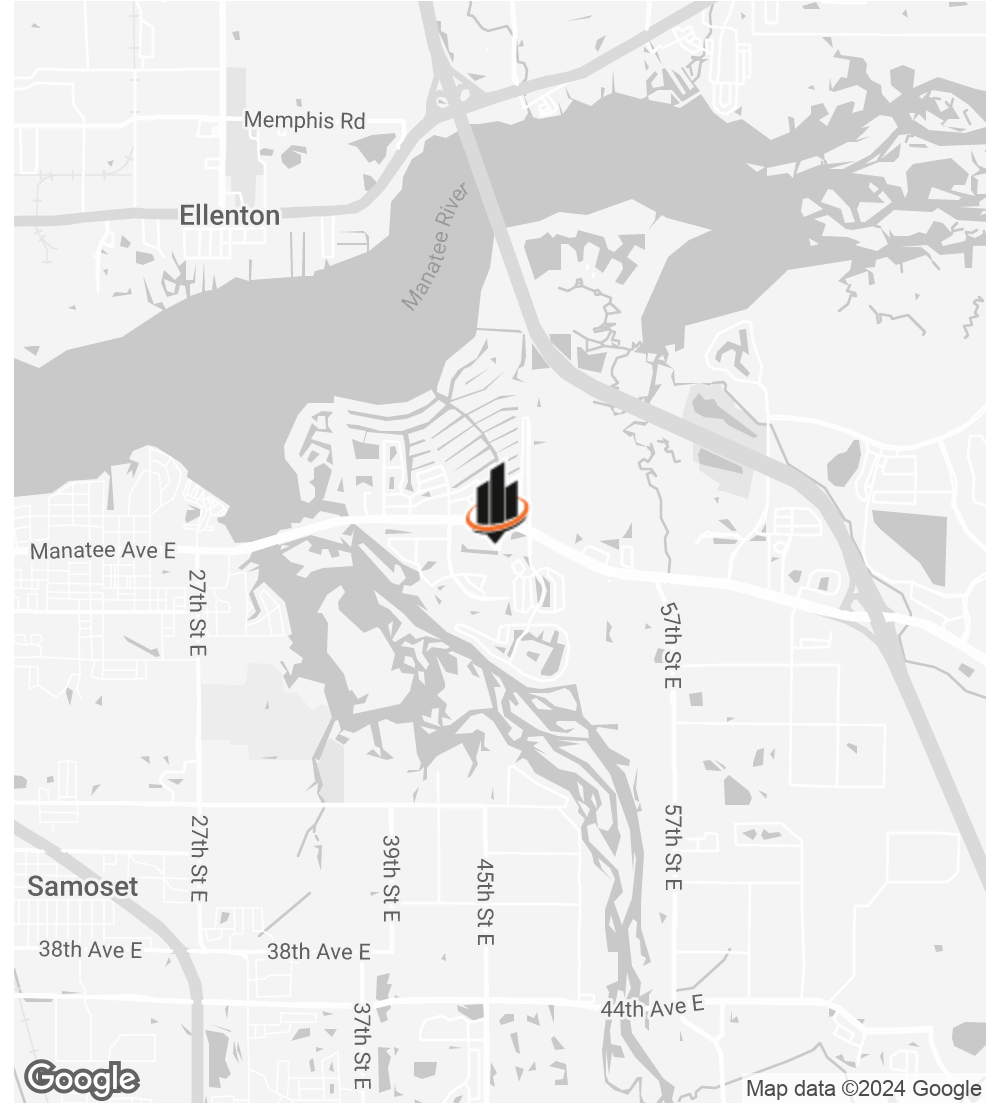 Memphis Rd
Ellenton
Manatee River
Manatee Ave E
27th St E
57th St E
27th St E
39th St E
57th St E
45th St E
Samoset
38th Ave E
38th Ave E
37th St E
44th Ave E
Google
Map data ©2024 Google